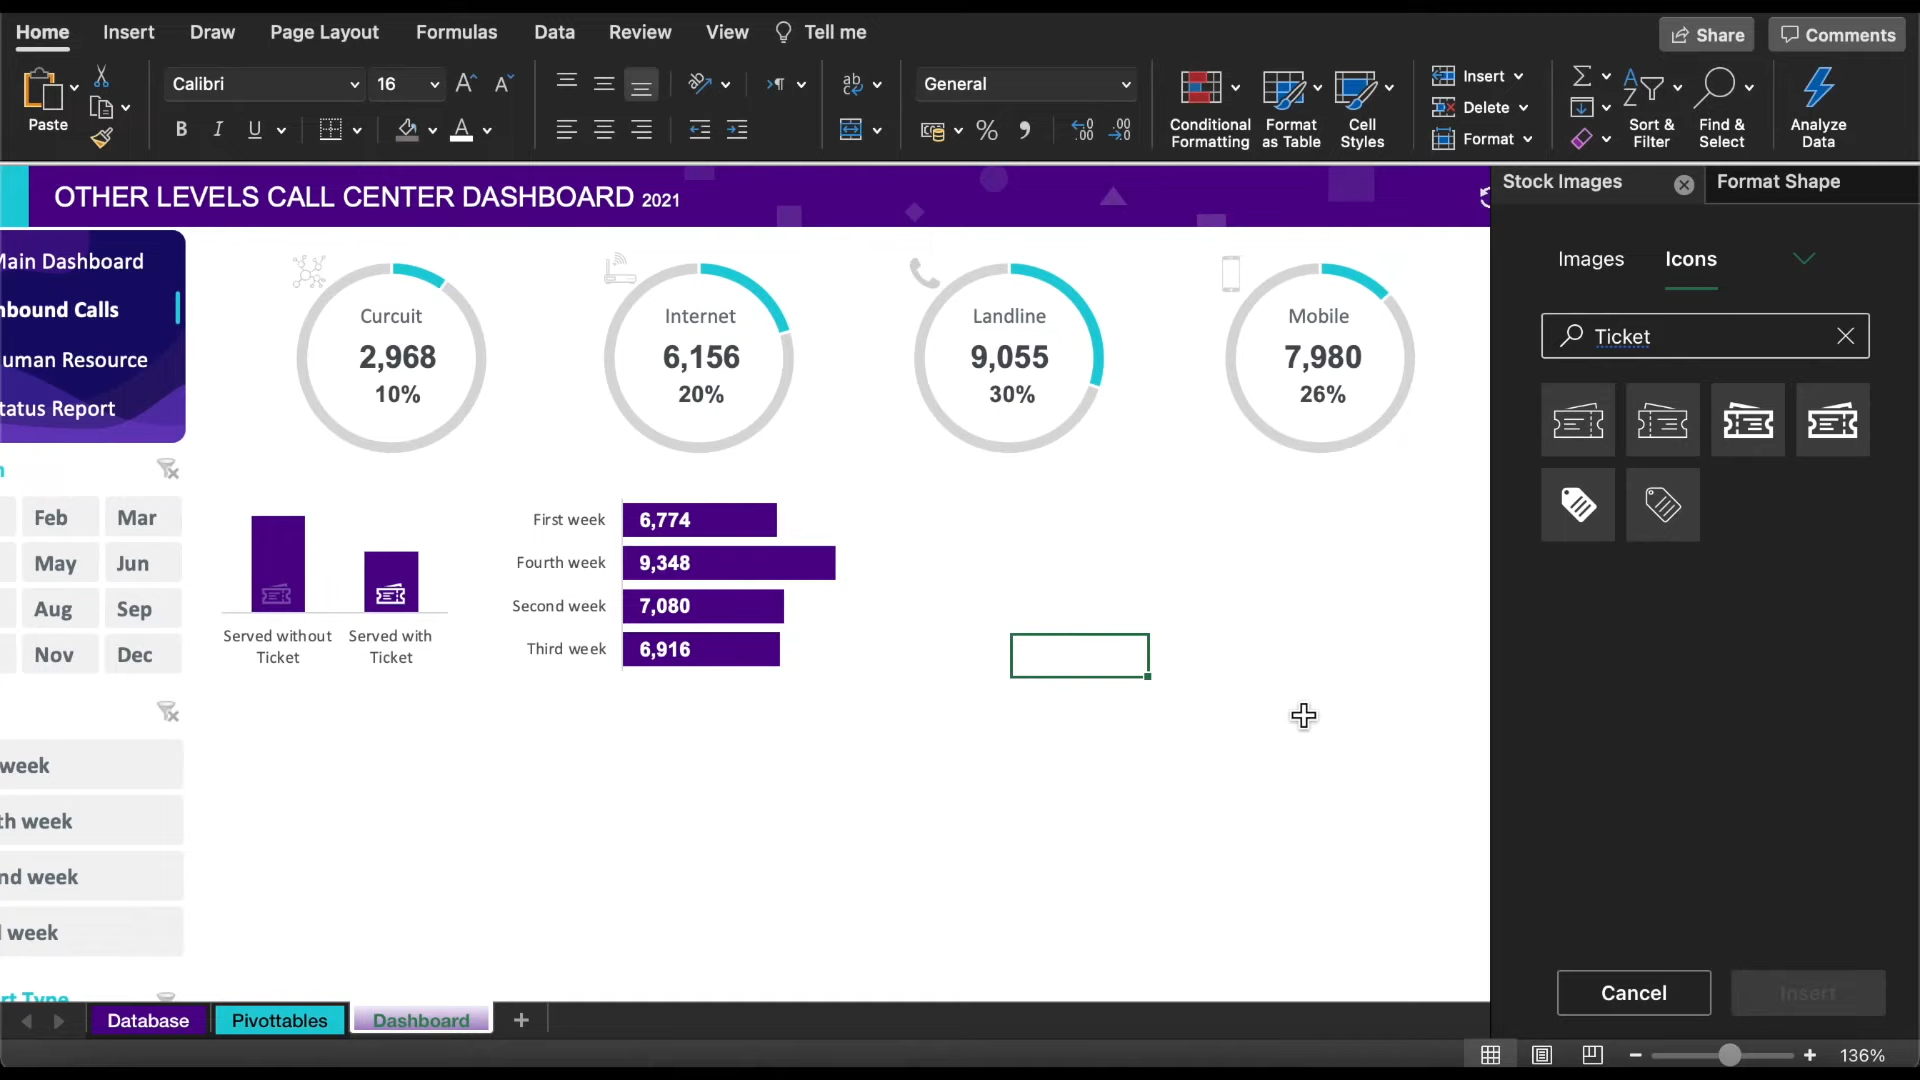 Home Insert Draw Page Layout Formulas Data Review View Tell me Share Comments
Paste Calibri 16 General
Conditional Formatting Format as Table Cell Styles
Insert
Delete
Format
Sort & Filter Find & Select Analyze Data
OTHER LEVELS CALL CENTER DASHBOARD 2021
Main Dashboard
nbound Calls
uman Resource
tatus Report
Curcuit
2,968
10%
Internet
6,156
20%
Landline
9,055
30%
Mobile
7,980
26%
Feb Mar
May Jun
Aug Sep
Nov Dec
week
th week
nd week
l week
rt Type
Served without Ticket
Served with Ticket
First week 6,774
Fourth week 9,348
Second week 7,080
Third week 6,916
Stock Images Format Shape
Images Icons
Ticket
Cancel Insert
Database Pivottables Dashboard
136%